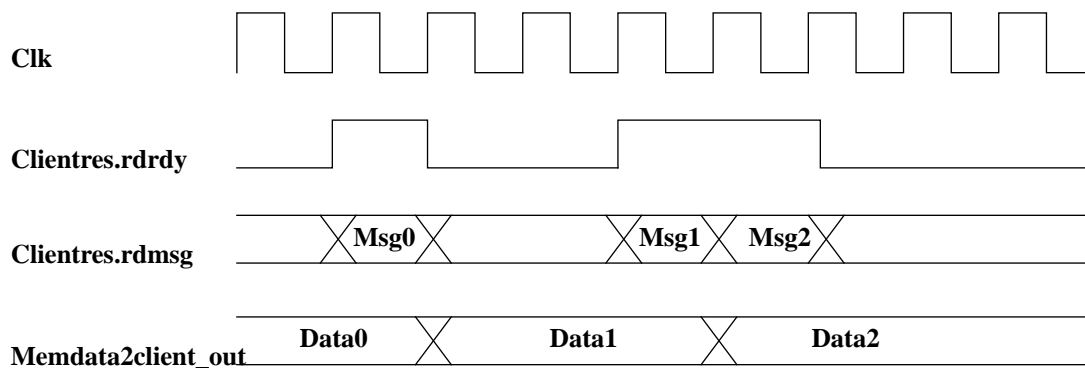 Clk
Clientres.rdrdy
Clientres.rdmsg Msg0 Msg1 Msg2
Memdata2client_out Data0 Data1 Data2